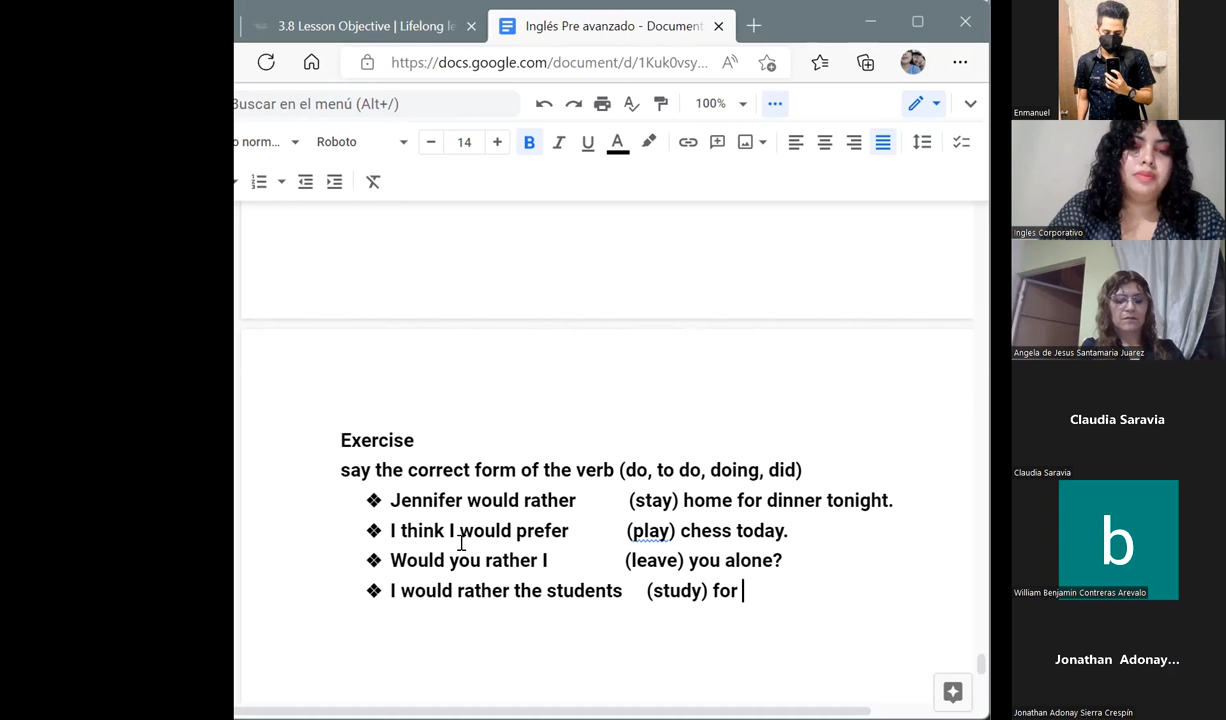 3.8 Lesson Objective | Lifelong le
Inglés Pre avanzado - Document
https://docs.google.com/document/d/1Kuk0vsy...
Buscar en el menú (Alt+/)
100%
o norm...
Roboto
14
Exercise
say the correct form of the verb (do, to do, doing, did)
❖ Jennifer would rather (stay) home for dinner tonight.
❖ I think I would prefer (play) chess today.
❖ Would you rather I (leave) you alone?
❖ I would rather the students (study) for
Enmanuel
Ingles Corporativo
Angela de Jesus Santamaria Juarez
Claudia Saravia
Claudia Saravia
b
William Benjamin Contreras Arevalo
Jonathan Adonay...
Jonathan Adonay Sierra Crespín